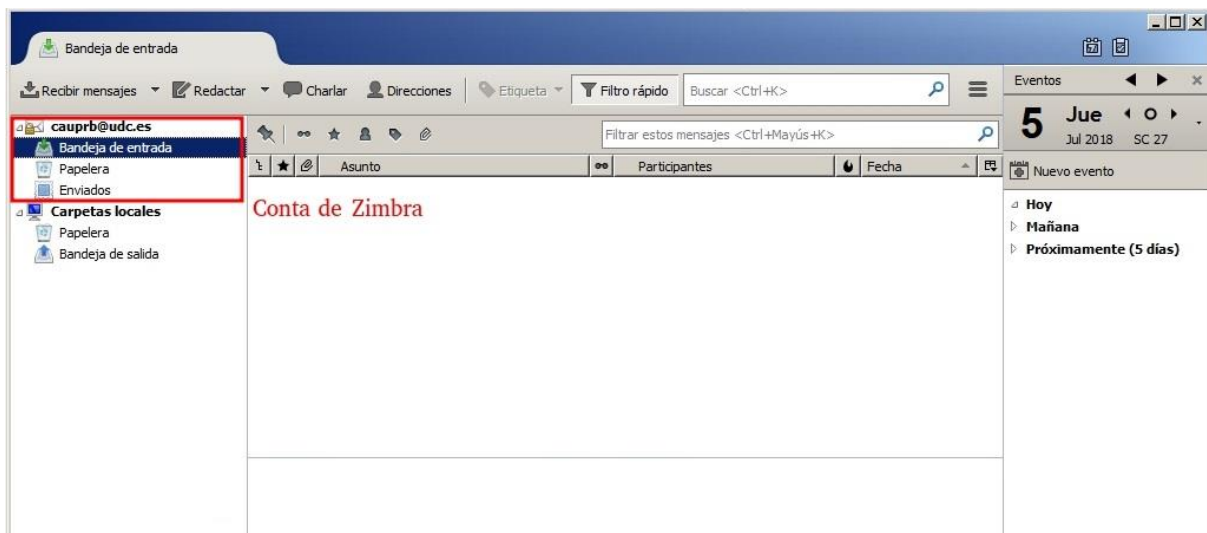 Bandeja de entrada
Recibir mensajes Redactar Charlar Direcciones Etiqueta Filtro rápido Buscar <Ctrl+K>
cauprb@udc.es
Bandeja de entrada
Papelera
Enviados
Carpetas locales
Papelera
Bandeja de salida
Filtrar estos mensajes <Ctrl+Mayús+K>
Asunto Participantes Fecha
Conta de Zimbra
Eventos
5 Jue
Jul 2018 SC 27
Nuevo evento
Hoy
Mañana
Próximamente (5 días)